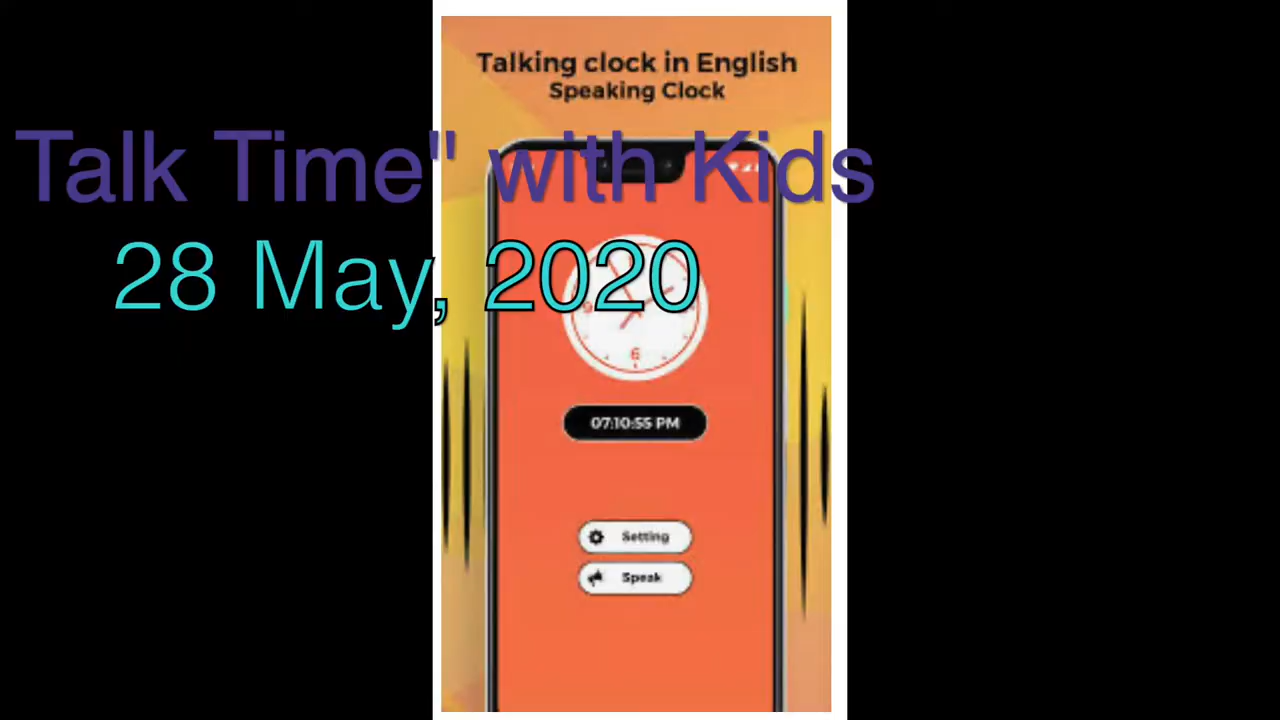 Talking clock in English
Speaking Clock
Talk Time" with Kids
28 May, 2020
6
07:10:55 PM
Setting
Speak